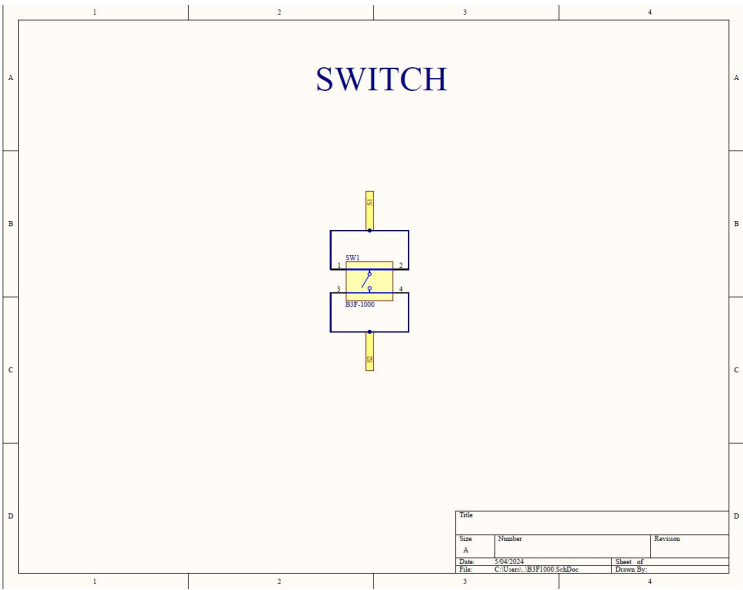 1 2 3 4
SWITCH
A A
S1
B B
SW1
1 2
3 4
B3F-1000
S2
C C
D D
Title
Size Number Revision
A
Date: 5/04/2024 Sheet of
File: C:\Users\..\B3F1000.SchDoc Drawn By:
1 2 3 4